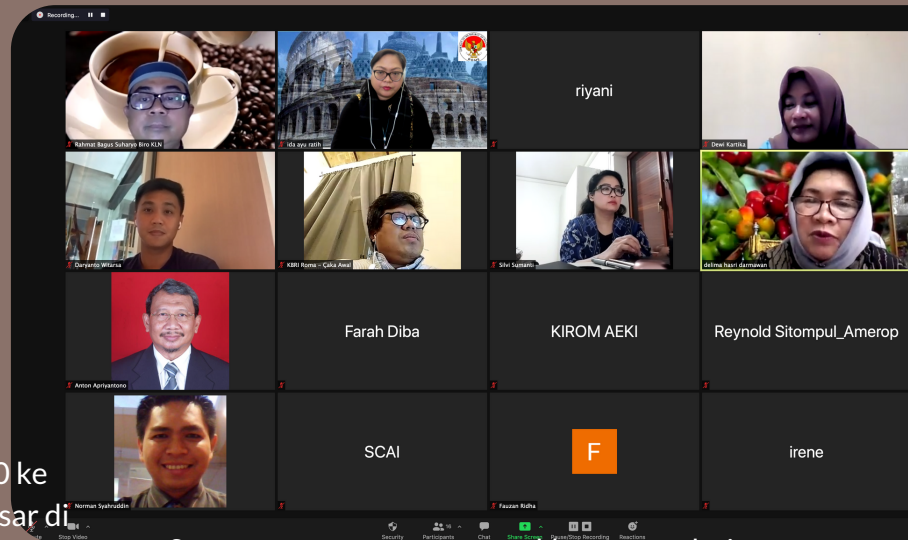 Recording...
Rahmat Bagus Suharyo Biro KLN
ida ayu ratih
riyani
Dewi Kartika
Daryanto Witarsa
KBRI Roma - Çaka Awal
Silvi Sumanti
delima hasri darmawan
Anton Apriyantono
Farah Diba
KIROM AEKI
Reynold Sitompul_Amerop
Norman Syahruddin
SCAI
F
Fauzan Ridha
irene
0 ke
sar di
Stop Video
Security
Participants
16
Chat
Share Screen
Pause/Stop Recording
Reactions